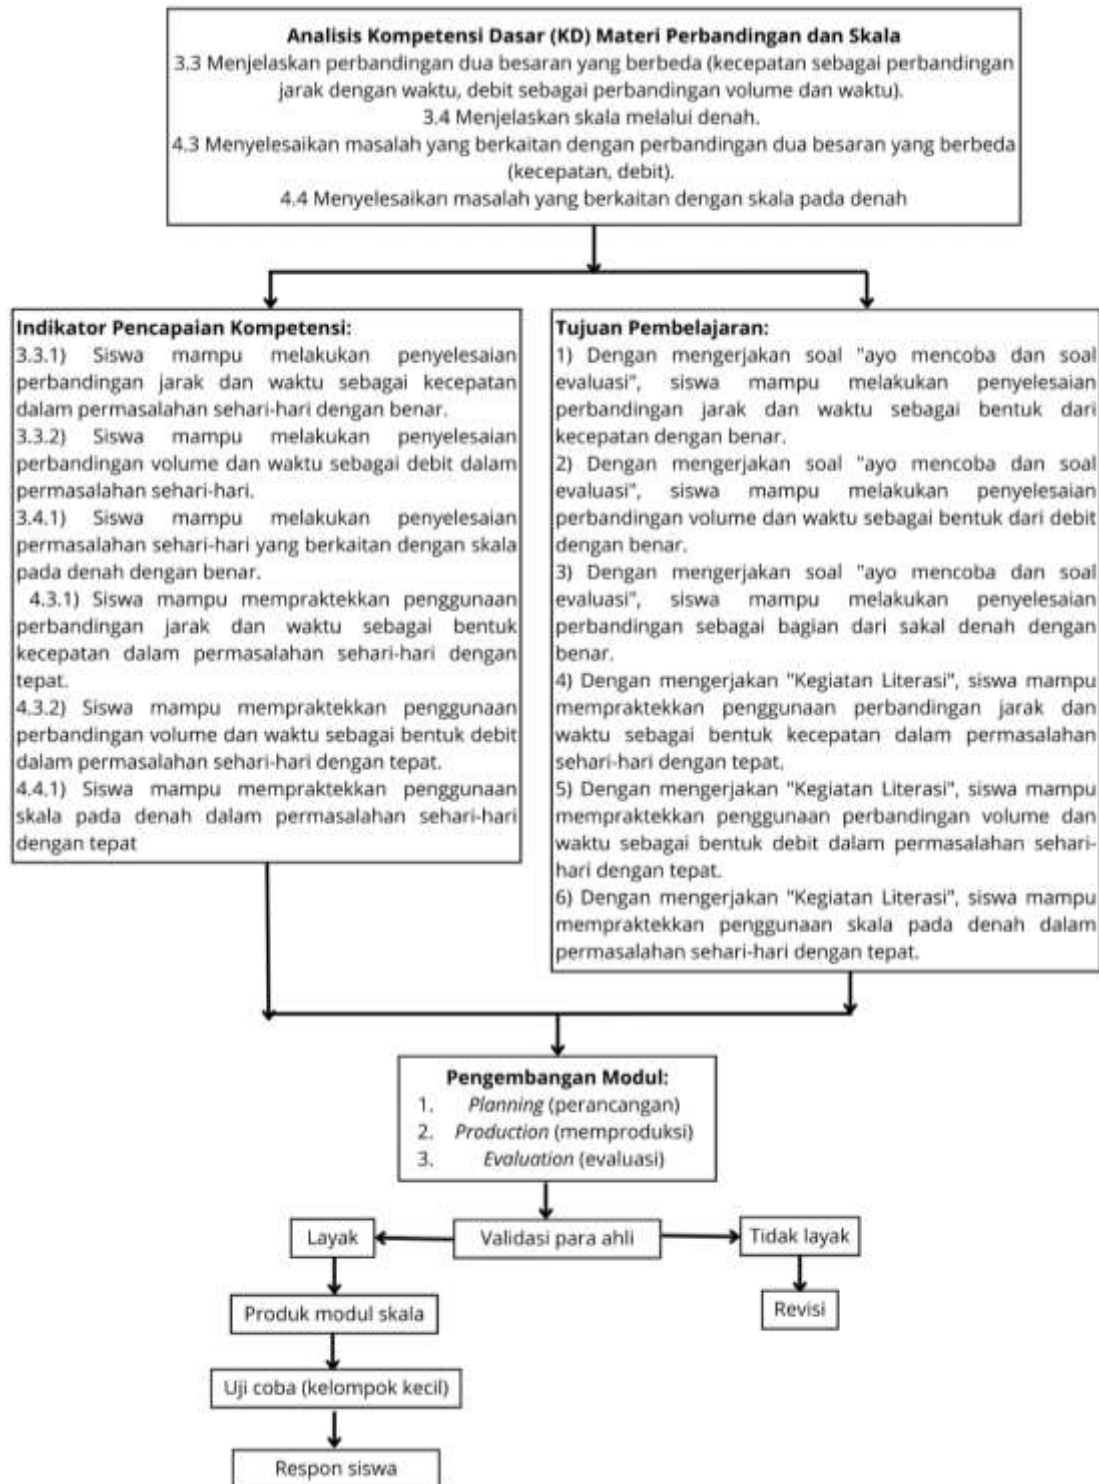 Analisis Kompetensi Dasar (KD) Materi Perbandingan dan Skala
3.3 Menjelaskan perbandingan dua besaran yang berbeda (kecepatan sebagai perbandingan
jarak dengan waktu, debit sebagai perbandingan volume dan waktu).
3.4 Menjelaskan skala melalui denah.
4.3 Menyelesaikan masalah yang berkaitan dengan perbandingan dua besaran yang berbeda
(kecepatan, debit).
4.4 Menyelesaikan masalah yang berkaitan dengan skala pada denah
Indikator Pencapaian Kompetensi:
3.3.1) Siswa mampu melakukan penyelesaian
perbandingan jarak dan waktu sebagai kecepatan
dalam permasalahan sehari-hari dengan benar.
3.3.2) Siswa mampu melakukan penyelesaian
perbandingan volume dan waktu sebagai debit dalam
permasalahan sehari-hari.
3.4.1) Siswa mampu melakukan penyelesaian
permasalahan sehari-hari yang berkaitan dengan skala
pada denah dengan benar.
4.3.1) Siswa mampu mempraktekkan penggunaan
perbandingan jarak dan waktu sebagai bentuk
kecepatan dalam permasalahan sehari-hari dengan
tepat.
4.3.2) Siswa mampu mempraktekkan penggunaan
perbandingan volume dan waktu sebagai bentuk debit
dalam permasalahan sehari-hari dengan tepat.
4.4.1) Siswa mampu mempraktekkan penggunaan
skala pada denah dalam permasalahan sehari-hari
dengan tepat
Tujuan Pembelajaran:
1) Dengan mengerjakan soal "ayo mencoba dan soal
evaluasi", siswa mampu melakukan penyelesaian
perbandingan jarak dan waktu sebagai bentuk dari
kecepatan dengan benar.
2) Dengan mengerjakan soal "ayo mencoba dan soal
evaluasi", siswa mampu melakukan penyelesaian
perbandingan volume dan waktu sebagai bentuk dari debit
dengan benar.
3) Dengan mengerjakan soal "ayo mencoba dan soal
evaluasi", siswa mampu melakukan penyelesaian
perbandingan sebagai bagian dari sakal denah dengan
benar.
4) Dengan mengerjakan "Kegiatan Literasi", siswa mampu
mempraktekkan penggunaan perbandingan jarak dan
waktu sebagai bentuk kecepatan dalam permasalahan
sehari-hari dengan tepat.
5) Dengan mengerjakan "Kegiatan Literasi", siswa mampu
mempraktekkan penggunaan perbandingan volume dan
waktu sebagai bentuk debit dalam permasalahan sehari-
hari dengan tepat.
6) Dengan mengerjakan "Kegiatan Literasi", siswa mampu
mempraktekkan penggunaan skala pada denah dalam
permasalahan sehari-hari dengan tepat.
Pengembangan Modul:
1. Planning (perancangan)
2. Production (memproduksi)
3. Evaluation (evaluasi)
Layak
Validasi para ahli
Tidak layak
Produk modul skala
Revisi
Uji coba (kelompok kecil)
Respon siswa